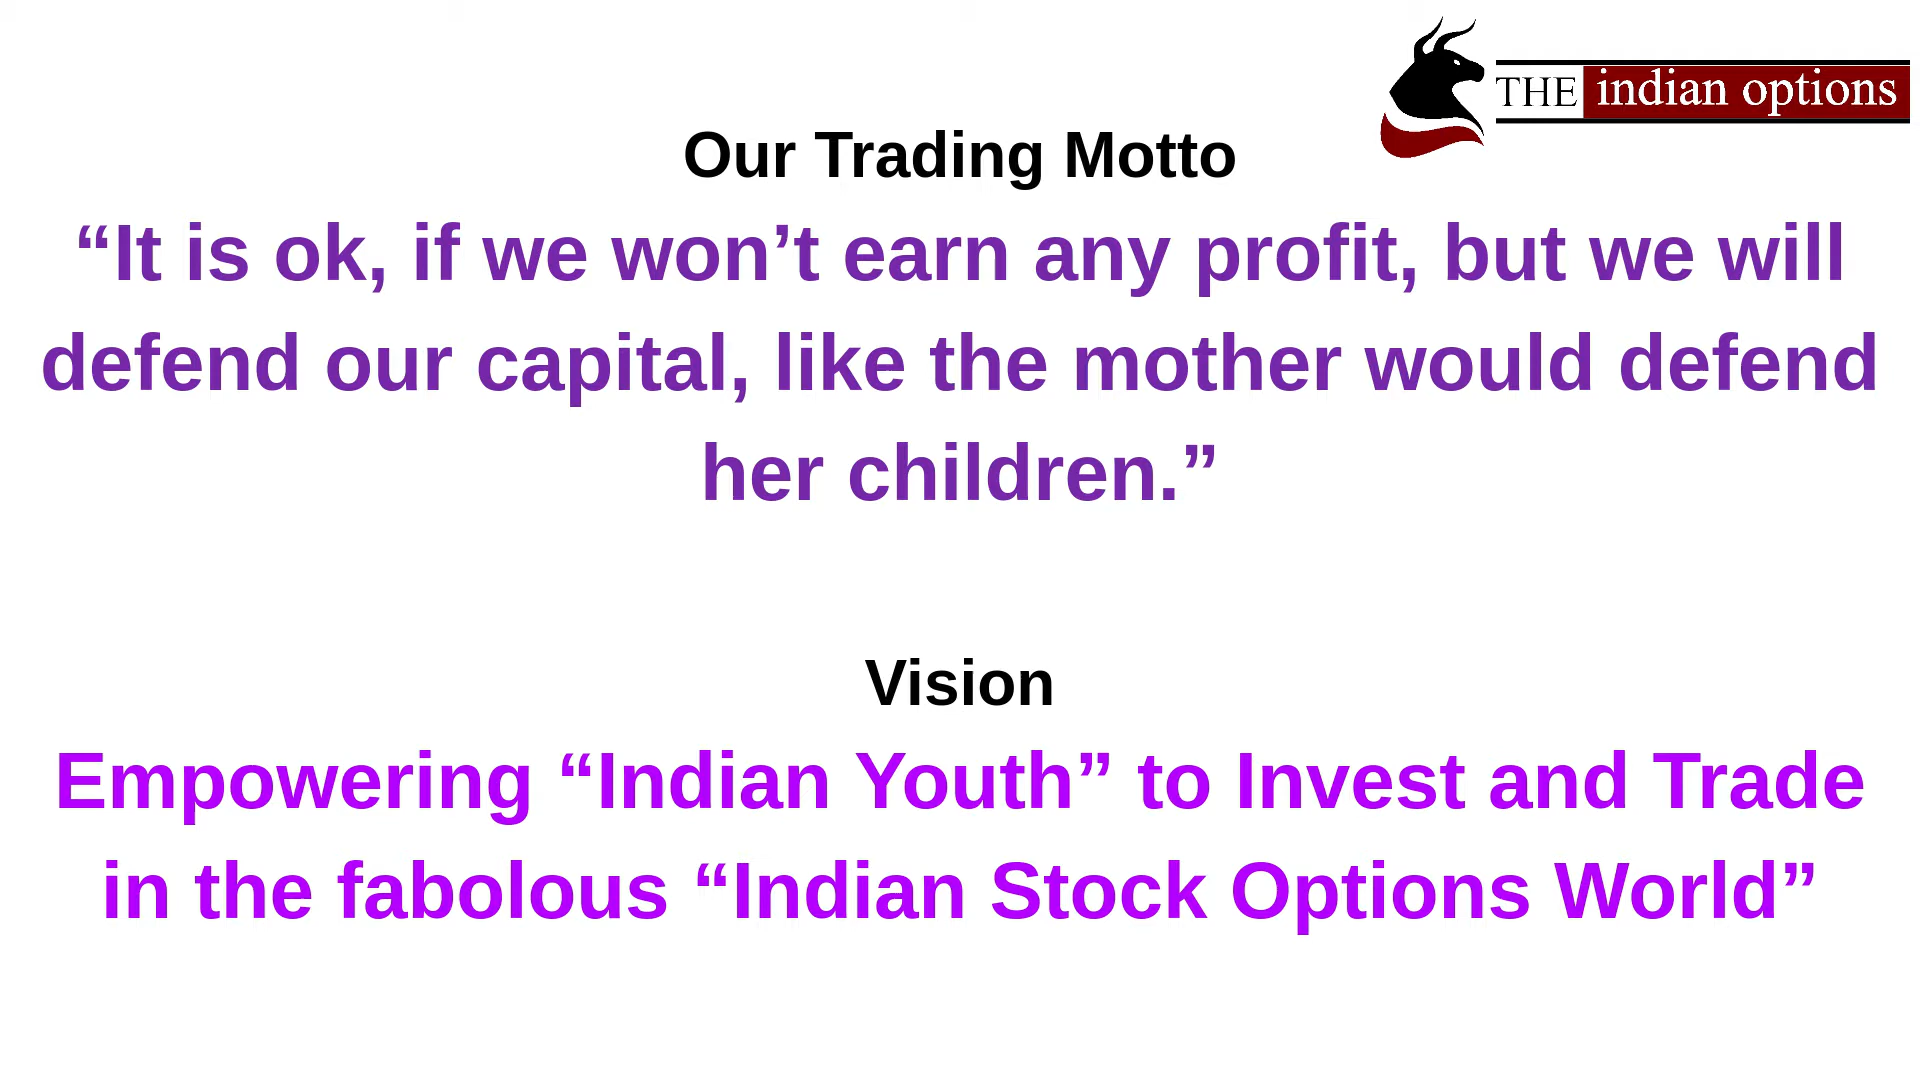 THE indian options
Our Trading Motto
“It is ok, if we won’t earn any profit, but we will
defend our capital, like the mother would defend
her children.”
Vision
Empowering “Indian Youth” to Invest and Trade
in the fabolous “Indian Stock Options World”